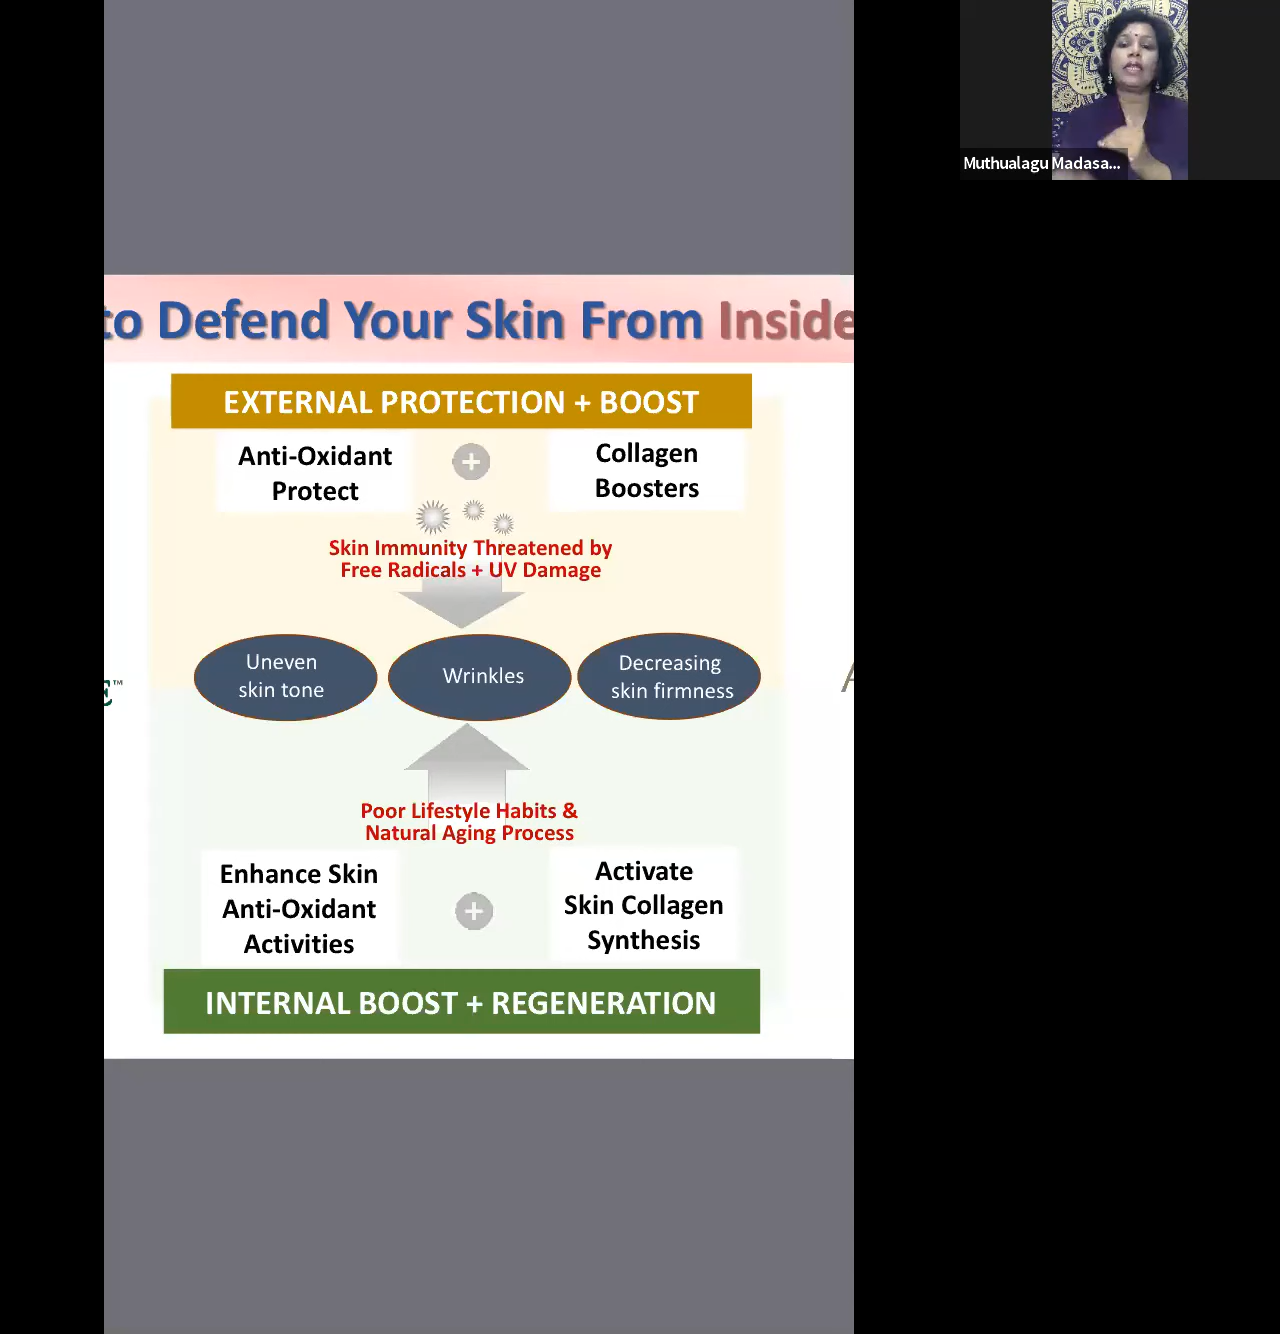 to Defend Your Skin From Inside
EXTERNAL PROTECTION + BOOST
Anti-Oxidant
Protect
+
Collagen
Boosters
Skin Immunity Threatened by
Free Radicals + UV Damage
Uneven
skin tone
Wrinkles
Decreasing
skin firmness
E™
A
Poor Lifestyle Habits &
Natural Aging Process
Enhance Skin
Anti-Oxidant
Activities
+
Activate
Skin Collagen
Synthesis
INTERNAL BOOST + REGENERATION
Muthualagu Madasa...